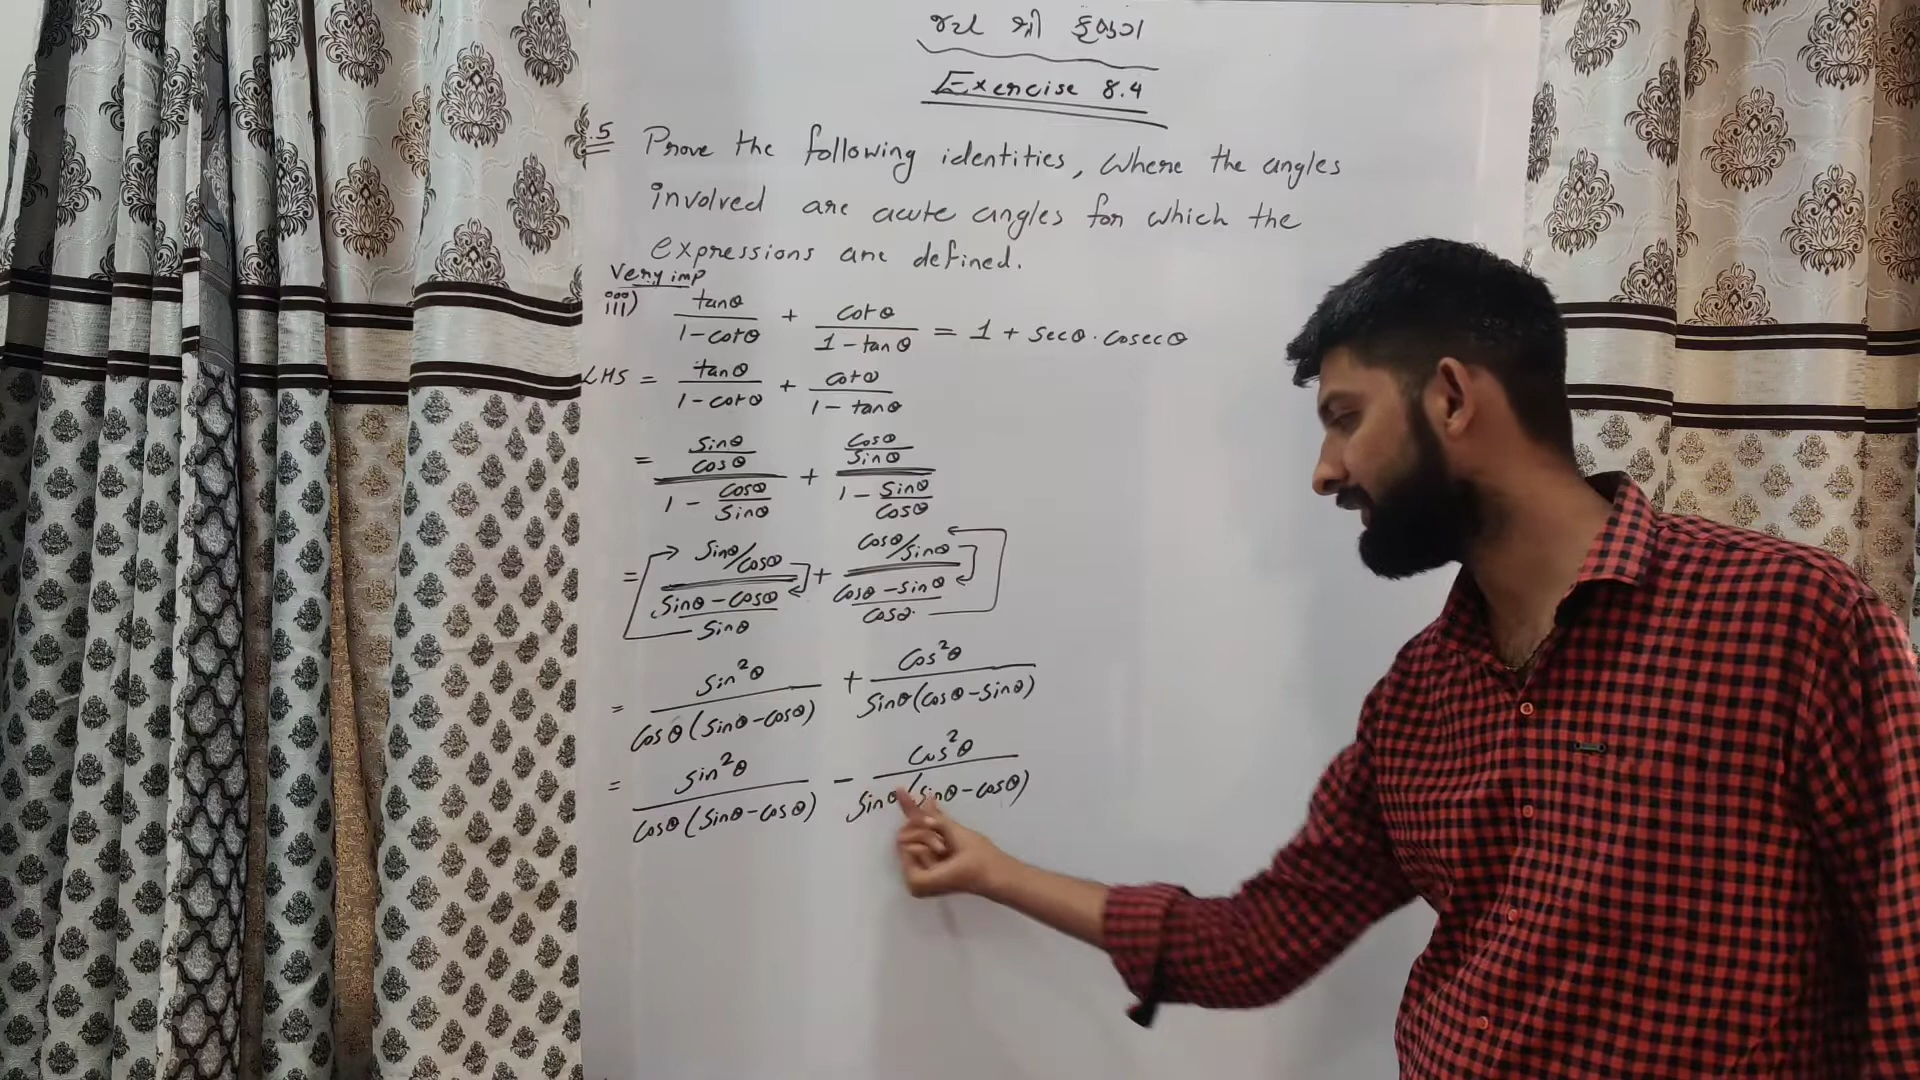 જય શ્રી કૃષ્ણ
Exercise 8.4
.5 Prove the following identities, where the angles
involved are acute angles for which the
expressions are defined.
Very imp
iii) tanθ/(1-cotθ) + cotθ/(1-tanθ) = 1 + secθ.cosecθ
LHS = tanθ/(1-cotθ) + cotθ/(1-tanθ)
= (sinθ/cosθ)/(1-cosθ/sinθ) + (cosθ/sinθ)/(1-sinθ/cosθ)
= (sinθ/cosθ)/((sinθ-cosθ)/sinθ) + (cosθ/sinθ)/((cosθ-sinθ)/cosθ)
= sin²θ/(cosθ(sinθ-cosθ)) + cos²θ/(sinθ(cosθ-sinθ))
= sin²θ/(cosθ(sinθ-cosθ)) - cos²θ/(sinθ(sinθ-cosθ))